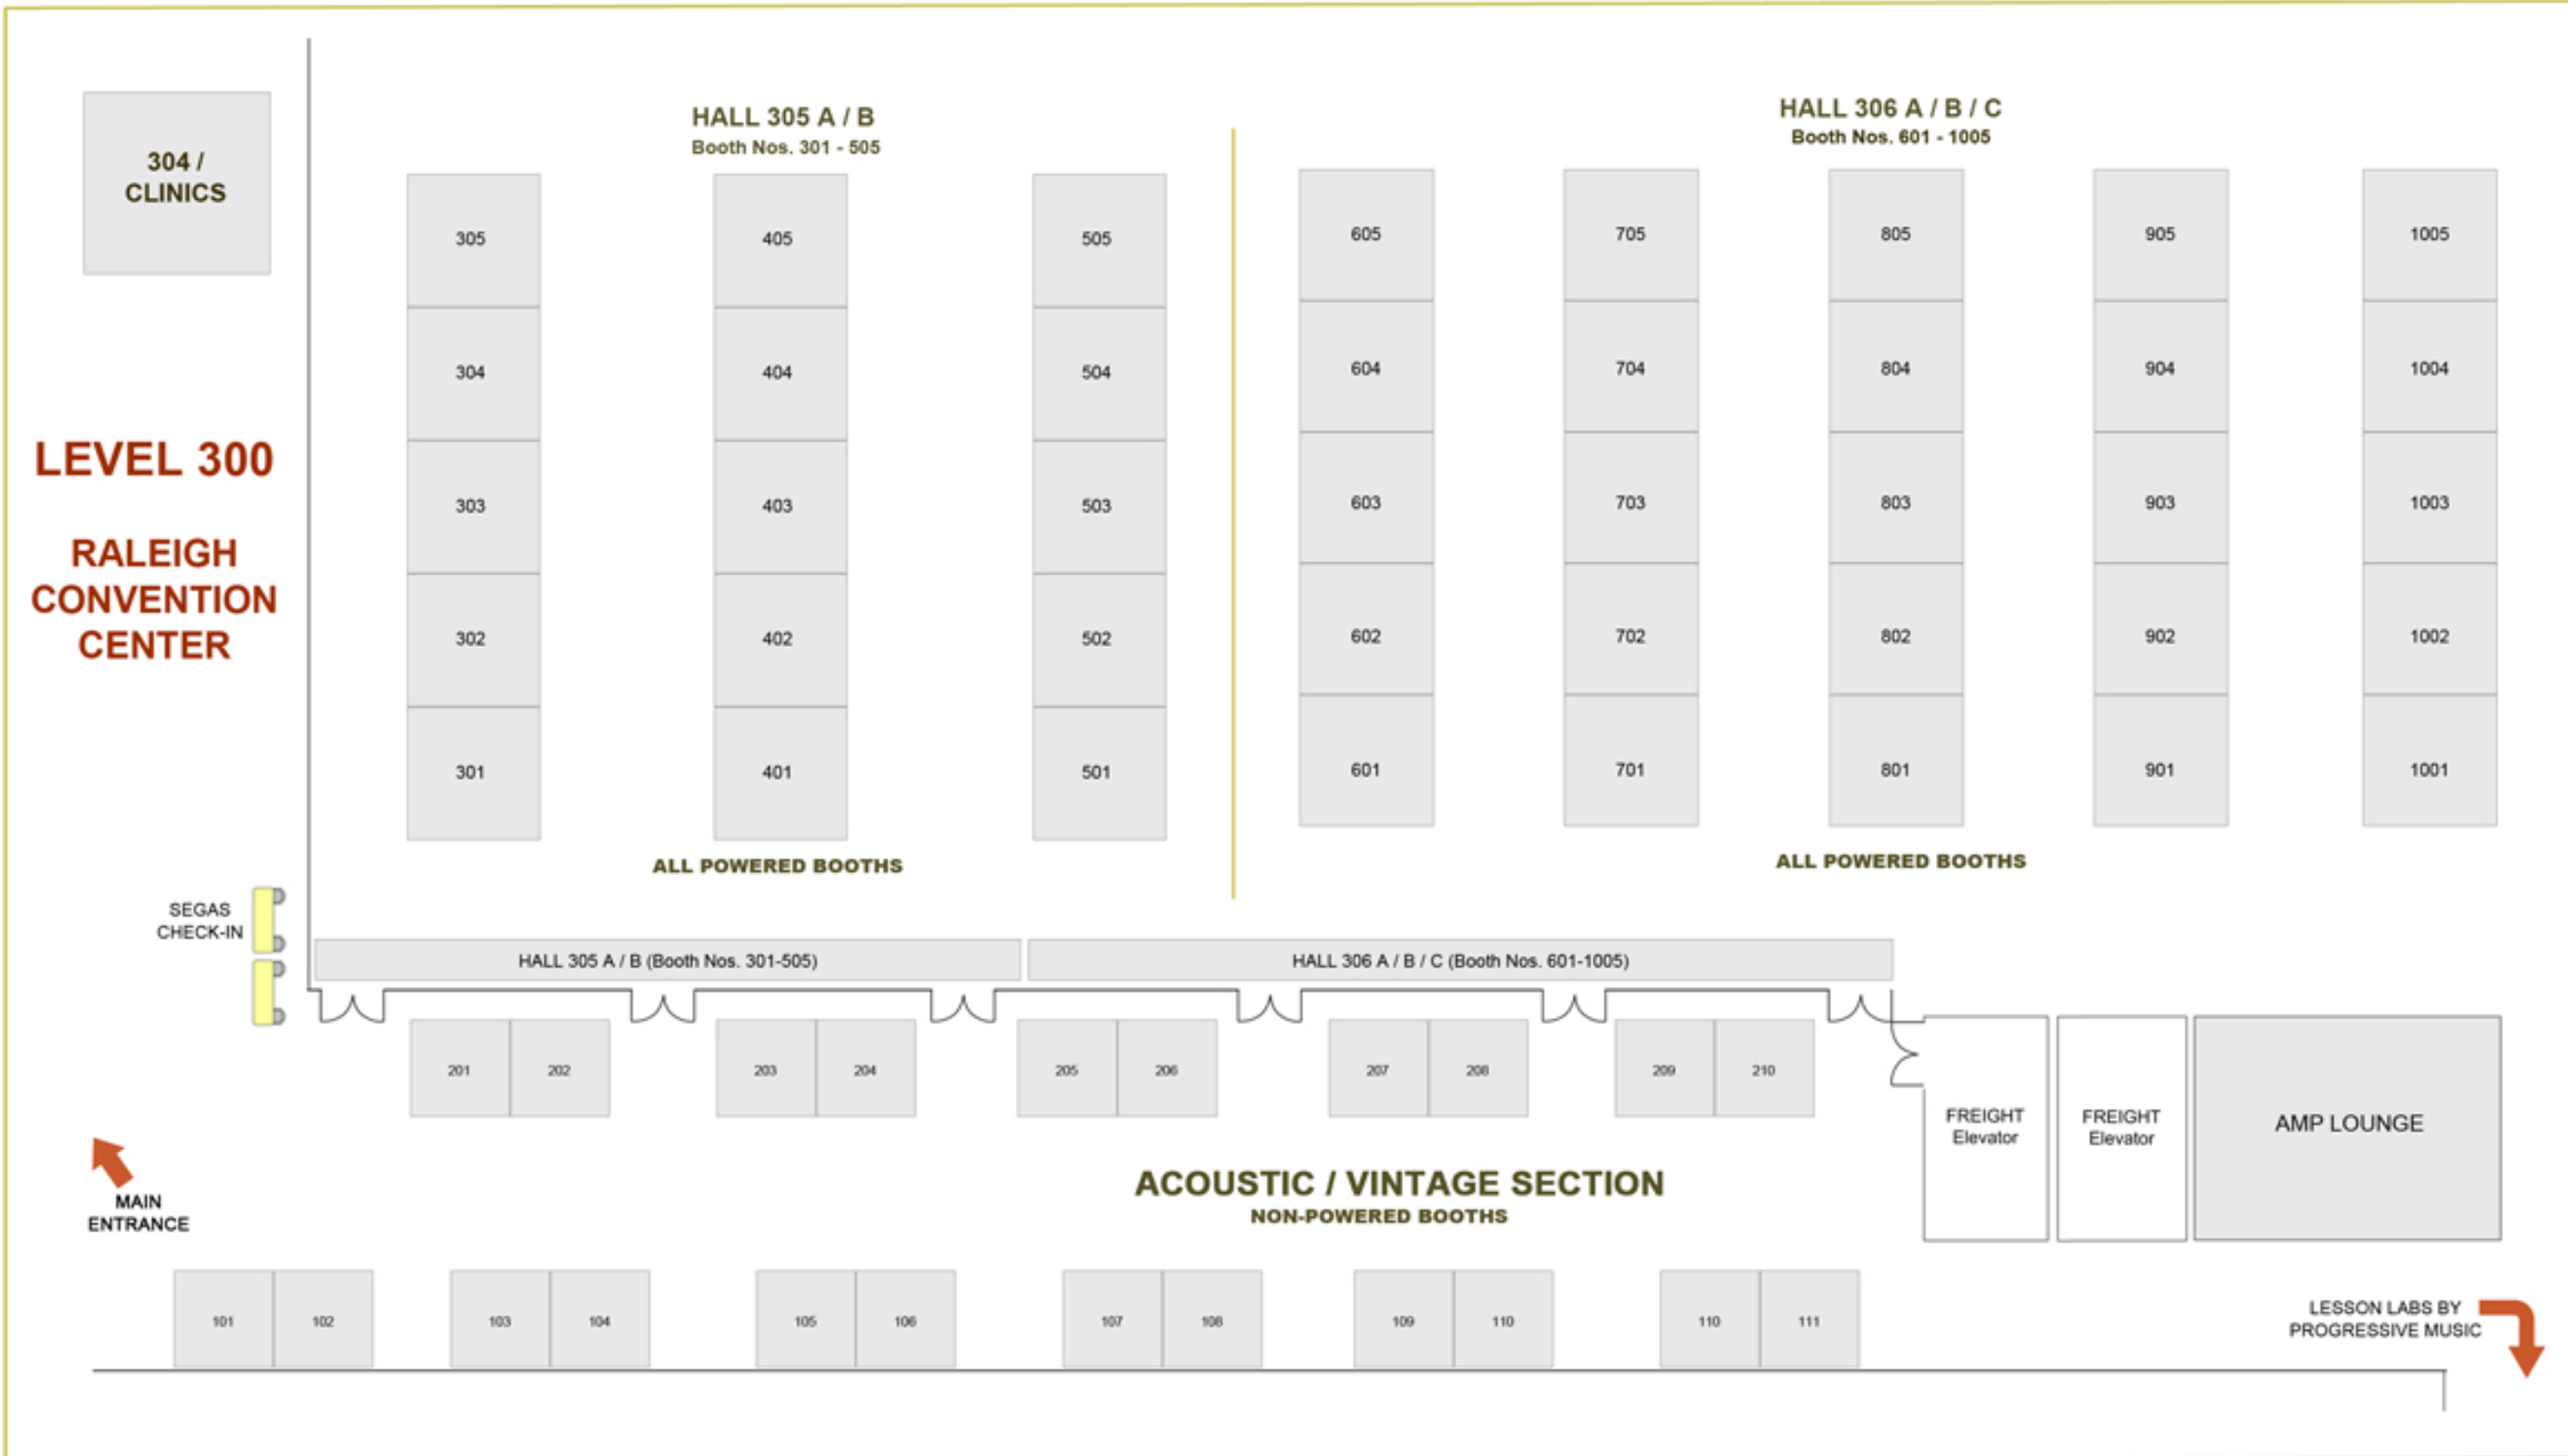 304 /
CLINICS
LEVEL 300
RALEIGH
CONVENTION
CENTER
HALL 305 A / B
Booth Nos. 301 - 505
305 405 505
304 404 504
303 403 503
302 402 502
301 401 501
ALL POWERED BOOTHS
HALL 306 A / B / C
Booth Nos. 601 - 1005
605 705 805 905 1005
604 704 804 904 1004
603 703 803 903 1003
602 702 802 902 1002
601 701 801 901 1001
ALL POWERED BOOTHS
SEGAS
CHECK-IN
HALL 305 A / B (Booth Nos. 301-505)
HALL 306 A / B / C (Booth Nos. 601-1005)
201 202 203 204 205 206 207 208 209 210
FREIGHT
Elevator
FREIGHT
Elevator
AMP LOUNGE
MAIN
ENTRANCE
ACOUSTIC / VINTAGE SECTION
NON-POWERED BOOTHS
101 102 103 104 105 106 107 108 109 110 110 111
LESSON LABS BY
PROGRESSIVE MUSIC